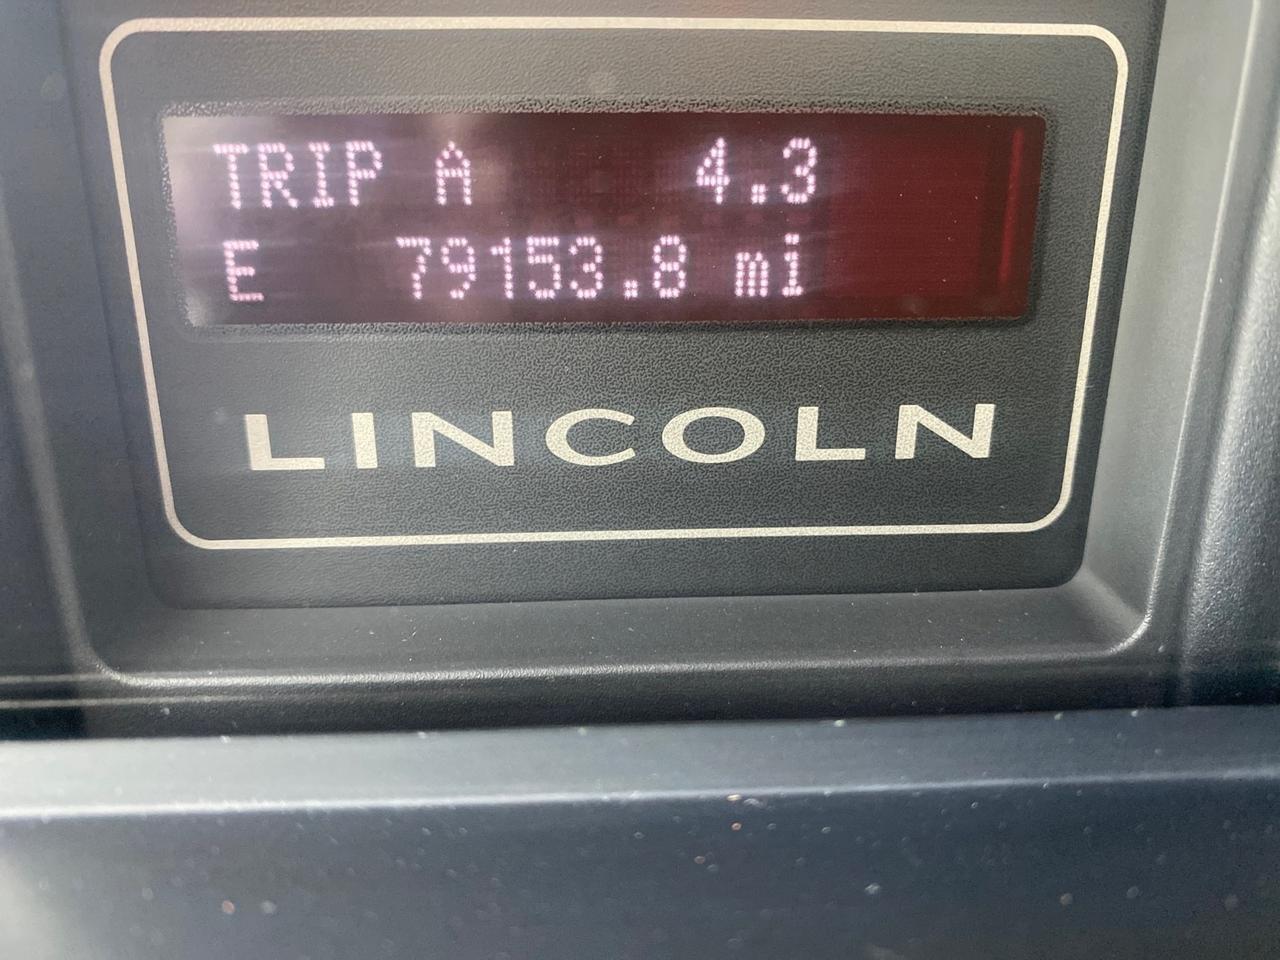 TRIP A 4.3
E 79153.8 mi
LINCOLN